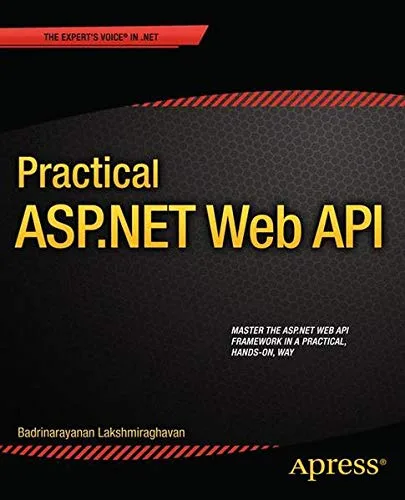 THE EXPERT'S VOICE® IN .NET
Practical
ASP.NET Web API
MASTER THE ASP.NET WEB API
FRAMEWORK IN A PRACTICAL,
HANDS-ON, WAY
Badrinarayanan Lakshmiraghavan
Apress®